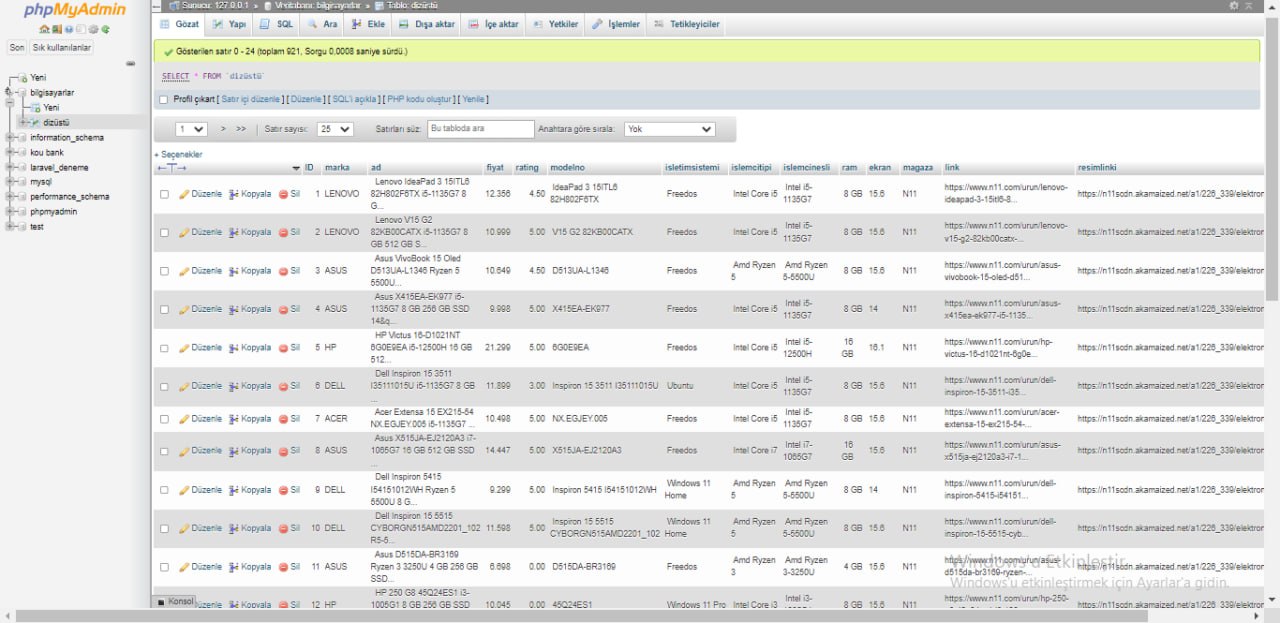 phpMyAdmin
Son Sık kullanılanlar
Yeni
bilgisayarlar
Yeni
dizüstü
information_schema
kou bank
laravel_deneme
mysql
performance_schema
phpmyadmin
test
Sunucu: 127.0.0.1 » Veritabanı: bilgisayarlar » Tablo: dizüstü
Gözat Yapı SQL Ara Ekle Dışa aktar İçe aktar Yetkiler İşlemler Tetikleyiciler
Gösterilen satır 0 - 24 (toplam 921, Sorgu 0,0008 saniye sürdü.)
SELECT * FROM `dizüstü`
Profil çıkart [ Satır içi düzenle ] [ Düzenle ] [ SQL'i açıkla ] [ PHP kodu oluştur ] [ Yenile ]
1 > >> | Satır sayısı: 25 Satırları süz: Bu tabloda ara Anahtara göre sırala: Yok
+ Seçenekler
←T→ ID marka ad fiyat rating modelno isletimsistemi islemcitipi islemcinesli ram ekran magaza link resimlinki
Düzenle Kopyala Sil 1 LENOVO Lenovo IdeaPad 3 15ITL6 82H802F6TX i5-1135G7 8 G... 12.356 4.50 IdeaPad 3 15ITL6 82H802F6TX Freedos Intel Core i5 Intel i5-1135G7 8 GB 15.6 N11 https://www.n11.com/urun/lenovo-ideapad-3-15itl6-8... https://n11scdn.akamaized.net/a1/226_339/elektror
Düzenle Kopyala Sil 2 LENOVO Lenovo V15 G2 82KB00CATX i5-1135G7 8 GB 512 GB S... 10.999 5.00 V15 G2 82KB00CATX Freedos Intel Core i5 Intel i5-1135G7 8 GB 15.6 N11 https://www.n11.com/urun/lenovo-v15-g2-82kb00catx-... https://n11scdn.akamaized.net/a1/226_339/elektror
Düzenle Kopyala Sil 3 ASUS Asus VivoBook 15 Oled D513UA-L1346 Ryzen 5 5500U... 10.649 4.50 D513UA-L1346 Freedos Amd Ryzen 5 Amd Ryzen 5-5500U 8 GB 15.6 N11 https://www.n11.com/urun/asus-vivobook-15-oled-d51... https://n11scdn.akamaized.net/a1/226_339/elektror
Düzenle Kopyala Sil 4 ASUS Asus X415EA-EK977 i5-1135G7 8 GB 256 GB SSD 14&q... 9.998 5.00 X415EA-EK977 Freedos Intel Core i5 Intel i5-1135G7 8 GB 14 N11 https://www.n11.com/urun/asus-x415ea-ek977-i5-1135... https://n11scdn.akamaized.net/a1/226_339/elektror
Düzenle Kopyala Sil 5 HP HP Victus 16-D1021NT 6G0E9EA i5-12500H 16 GB 512... 21.299 5.00 6G0E9EA Freedos Intel Core i5 Intel i5-12500H 16 GB 16.1 N11 https://www.n11.com/urun/hp-victus-16-d1021nt-6g0e... https://n11scdn.akamaized.net/a1/226_339/elektror
Düzenle Kopyala Sil 6 DELL Dell Inspiron 15 3511 I35111015U i5-1135G7 8 GB ... 11.899 3.00 Inspiron 15 3511 I35111015U Ubuntu Intel Core i5 Intel i5-1135G7 8 GB 15.6 N11 https://www.n11.com/urun/dell-inspiron-15-3511-i35... https://n11scdn.akamaized.net/a1/226_339/elektror
Düzenle Kopyala Sil 7 ACER Acer Extensa 15 EX215-54 NX.EGJEY.005 i5-1135G7 ... 10.498 5.00 NX.EGJEY.005 Freedos Intel Core i5 Intel i5-1135G7 8 GB 15.6 N11 https://www.n11.com/urun/acer-extensa-15-ex215-54-... https://n11scdn.akamaized.net/a1/226_339/elektror
Düzenle Kopyala Sil 8 ASUS Asus X515JA-EJ2120A3 i7-1065G7 16 GB 512 GB SSD ... 14.447 5.00 X515JA-EJ2120A3 Freedos Intel Core i7 Intel i7-1065G7 16 GB 15.6 N11 https://www.n11.com/urun/asus-x515ja-ej2120a3-i7-1... https://n11scdn.akamaized.net/a1/226_339/elektror
Düzenle Kopyala Sil 9 DELL Dell Inspiron 5415 I54151012WH Ryzen 5 5500U 8 G... 9.299 5.00 Inspiron 5415 I54151012WH Windows 11 Home Amd Ryzen 5 Amd Ryzen 5-5500U 8 GB 14 N11 https://www.n11.com/urun/dell-inspiron-5415-i54151... https://n11scdn.akamaized.net/a1/226_339/elektror
Düzenle Kopyala Sil 10 DELL Dell Inspiron 15 5515 CYBORGN515AMD2201_102 R5-5... 11.598 5.00 Inspiron 15 5515 CYBORGN515AMD2201_102 Windows 11 Home Amd Ryzen 5 Amd Ryzen 5-5500U 8 GB 15.6 N11 https://www.n11.com/urun/dell-inspiron-15-5515-cyb... https://n11scdn.akamaized.net/a1/226_339/elektror
Düzenle Kopyala Sil 11 ASUS Asus D515DA-BR3169 Ryzen 3 3250U 4 GB 256 GB SSD... 6.698 0.00 D515DA-BR3169 Amd Ryzen 3 Amd Ryzen 3-3250U 4 GB 15.6 N11 https://www.n11.com/urun/asus-d515da-br3169-ryzen-... https://n11scdn.akamaized.net/a1/226_339/elektror
Düzenle Kopyala Sil 12 HP HP 250 G8 45Q24ES1 i3-1005G1 8 GB 256 GB SSD 10.045 0.00 45Q24ES1 Windows 11 Pro Intel Core i3 Intel i3- 8 GB 15.6 N11 https://www.n11.com/urun/hp-250- https://n11scdn.akamaized.net/a1/226_339/elektror
Windows'u Etkinleştir
Windows'u etkinleştirmek için Ayarlar'a gidin.
Konsol